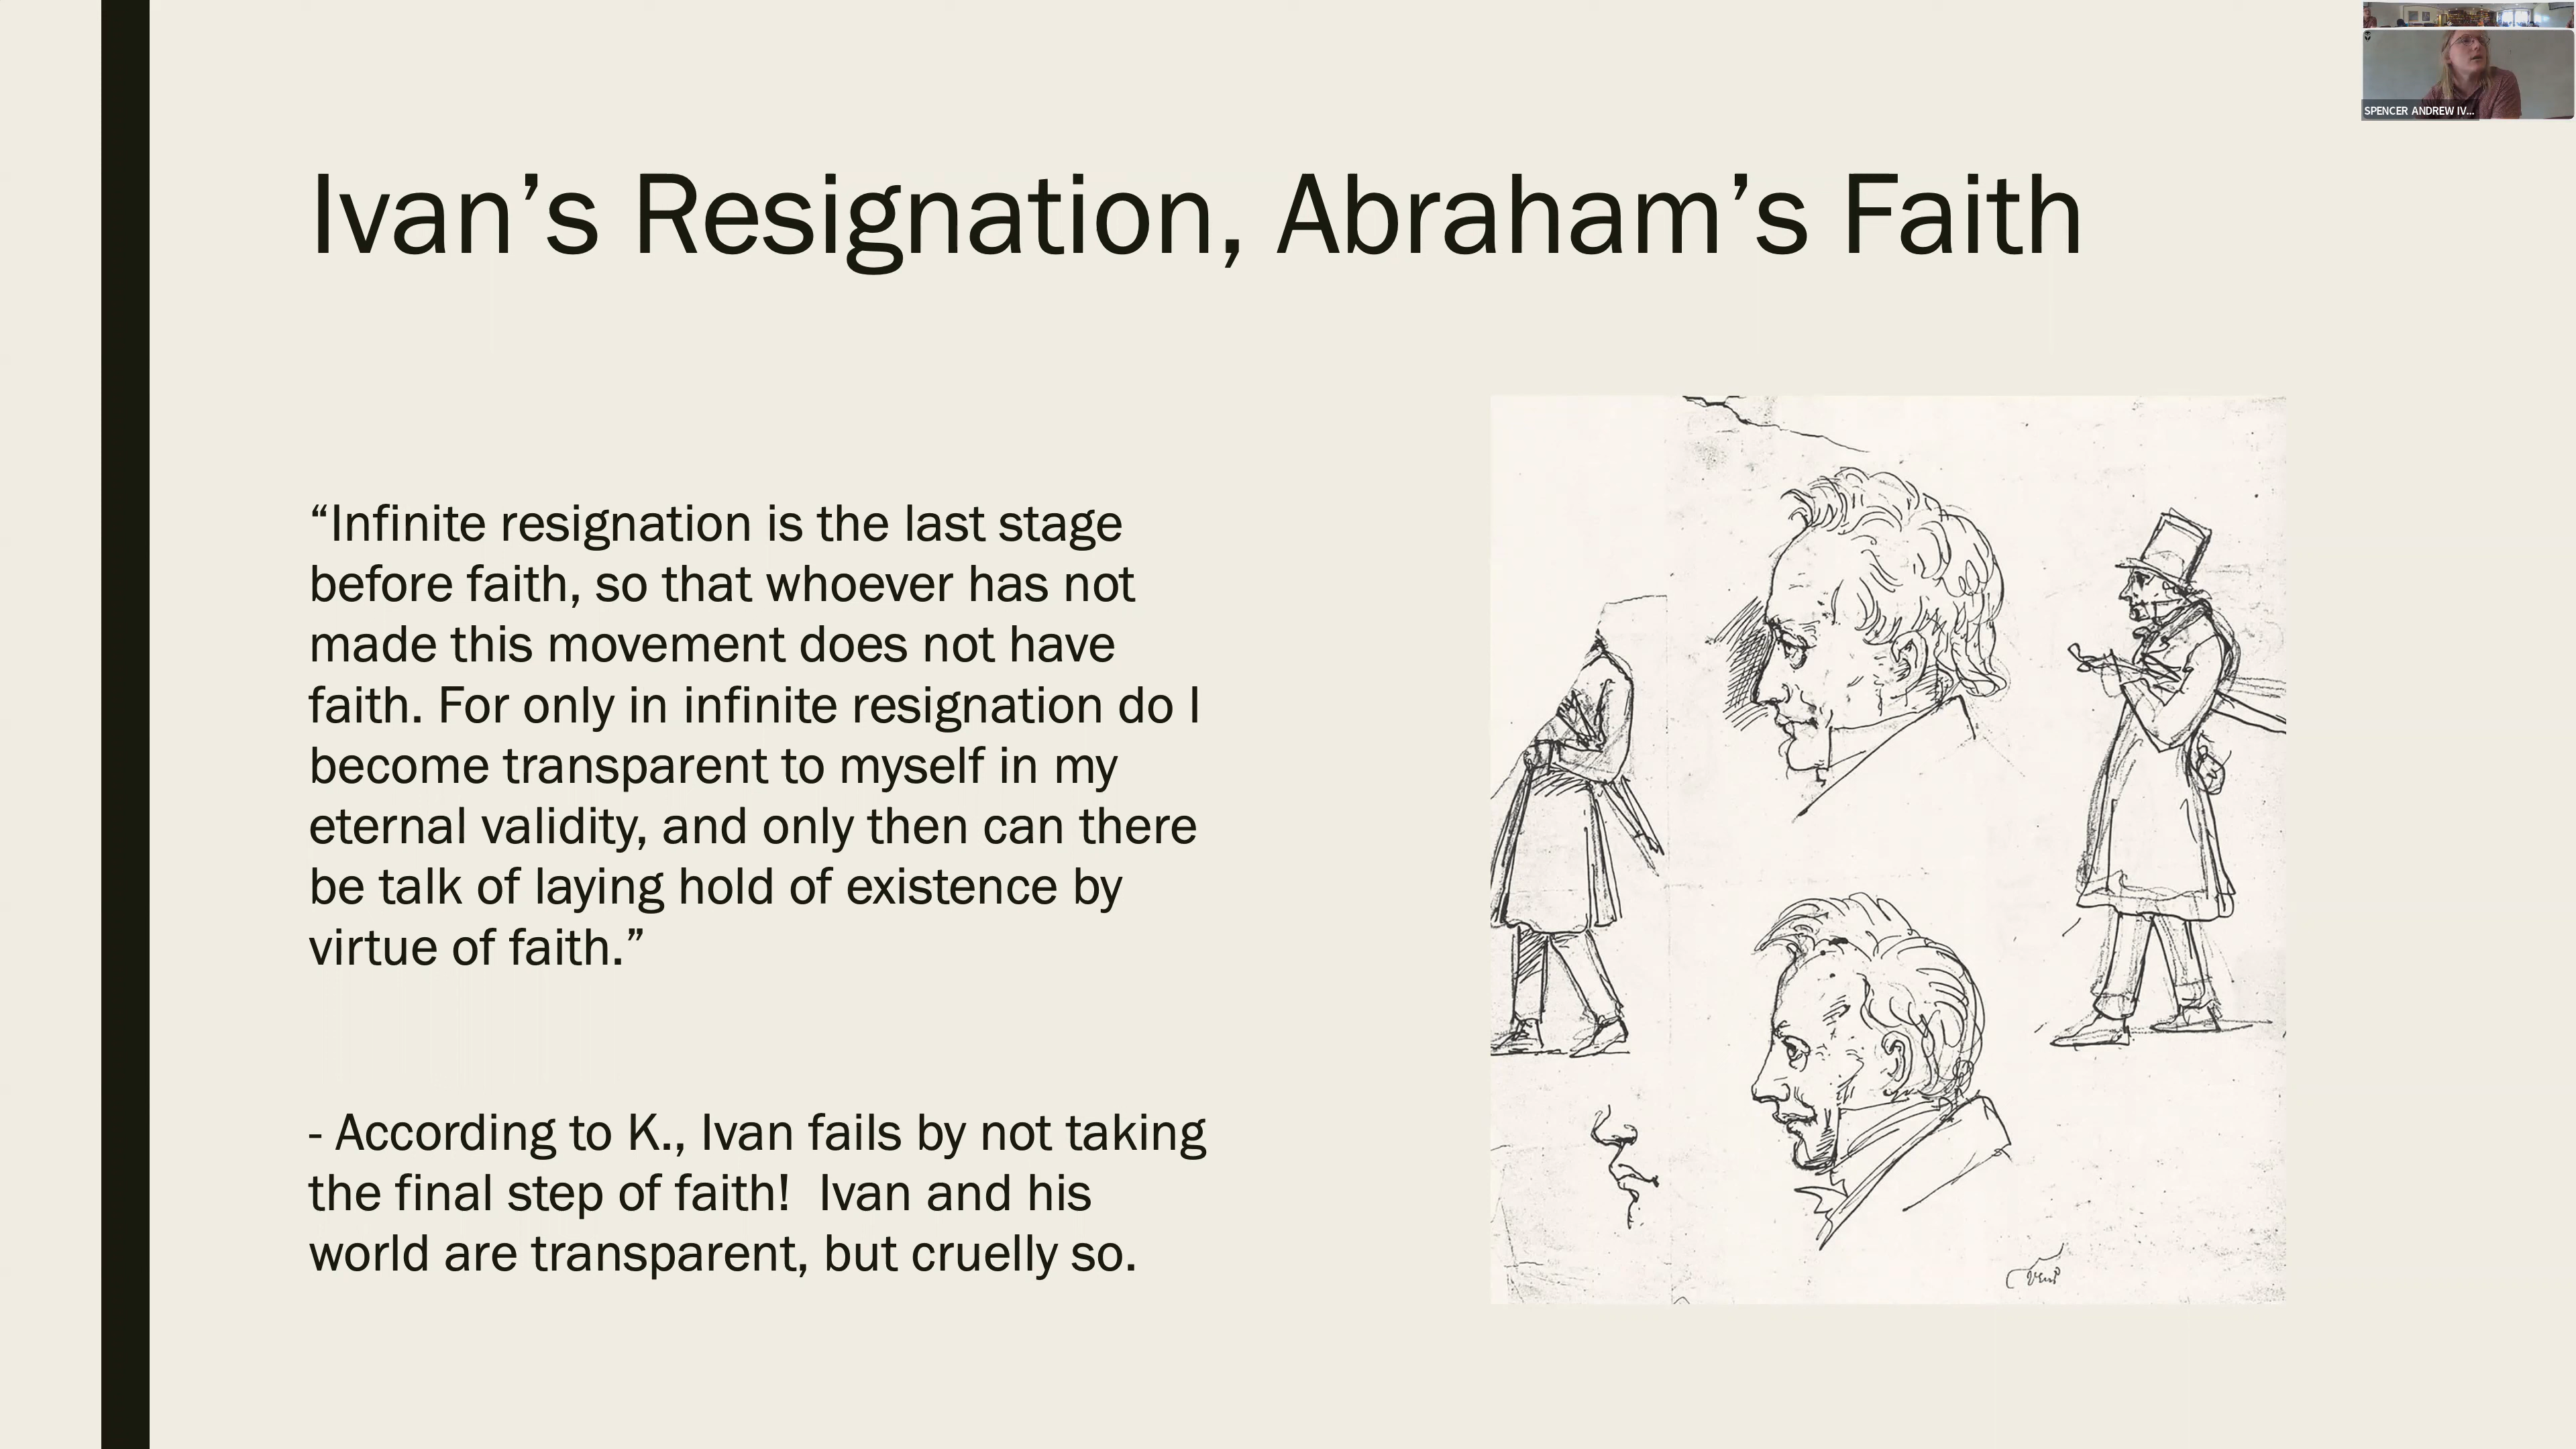 SPENCER ANDREW IV...
Ivan’s Resignation, Abraham’s Faith
“Infinite resignation is the last stage
before faith, so that whoever has not
made this movement does not have
faith. For only in infinite resignation do I
become transparent to myself in my
eternal validity, and only then can there
be talk of laying hold of existence by
virtue of faith.”
- According to K., Ivan fails by not taking
the final step of faith!  Ivan and his
world are transparent, but cruelly so.